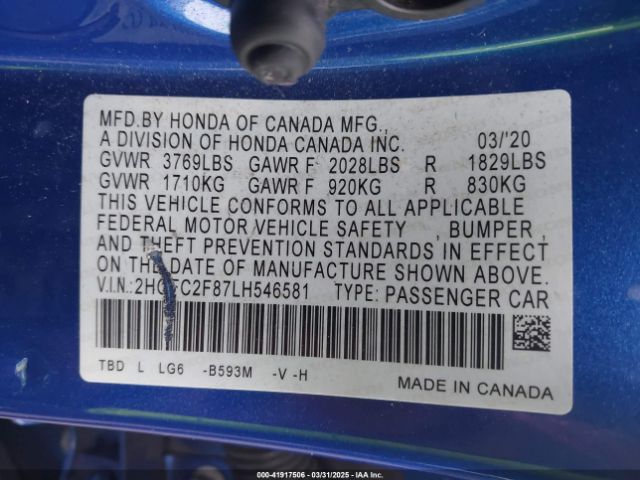 MFD.BY HONDA OF CANADA MFG.,
A DIVISION OF HONDA CANADA INC. 03/'20
GVWR 3769LBS GAWR F 2028LBS R 1829LBS
GVWR 1710KG GAWR F 920KG R 830KG
THIS VEHICLE CONFORMS TO ALL APPLICABLE
FEDERAL MOTOR VEHICLE SAFETY , BUMPER ,
AND THEFT PREVENTION STANDARDS IN EFFECT
ON THE DATE OF MANUFACTURE SHOWN ABOVE.
V.I.N.: TYPE: PASSENGER CAR
TBD L LG6 -B593M -V -H
MADE IN CANADA
000-41917506 - 03/31/2025 - IAAI.com